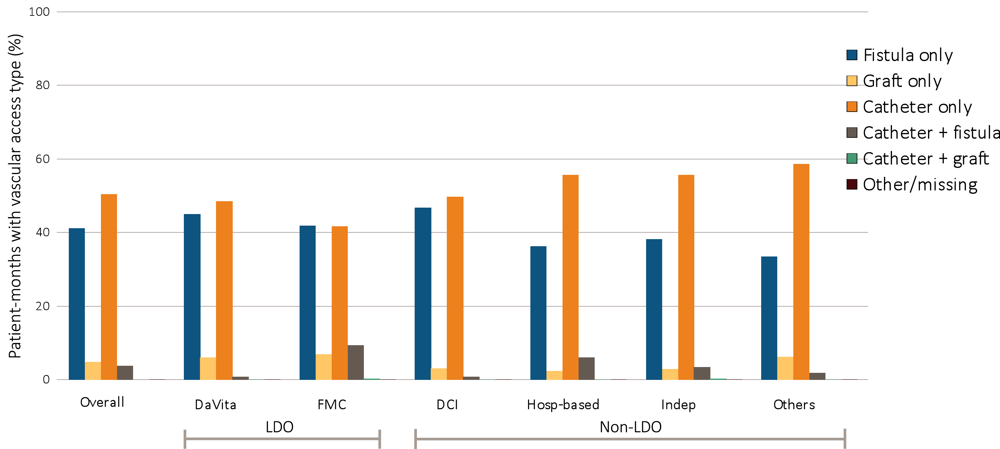 Patient-months with vascular access type (%)
100
80
60
40
20
0
Fistula only
Graft only
Catheter only
Catheter + fistula
Catheter + graft
Other/missing
Overall
DaVita
FMC
DCI
Hosp-based
Indep
Others
LDO
Non-LDO